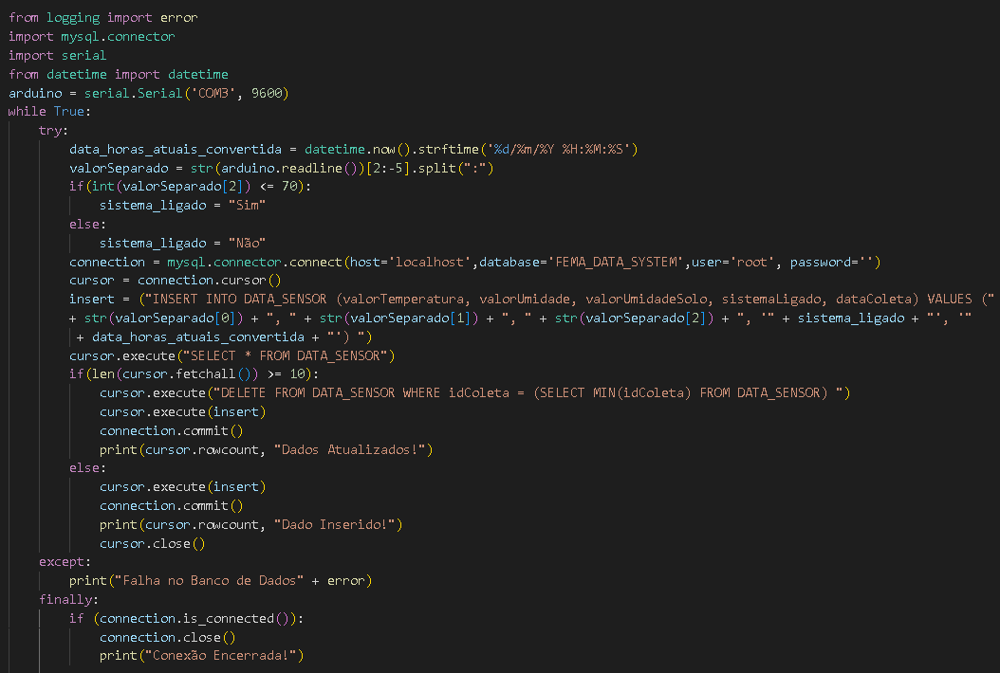 from logging import error
import mysql.connector
import serial
from datetime import datetime
arduino = serial.Serial('COM3', 9600)
while True:
    try:
        data_horas_atuais_convertida = datetime.now().strftime('%d/%m/%Y %H:%M:%S')
        valorSeparado = str(arduino.readline())[2:-5].split(":")
        if(int(valorSeparado[2]) <= 70):
            sistema_ligado = "Sim"
        else:
            sistema_ligado = "Não"
        connection = mysql.connector.connect(host='localhost',database='FEMA_DATA_SYSTEM',user='root', password='')
        cursor = connection.cursor()
        insert = ("INSERT INTO DATA_SENSOR (valorTemperatura, valorUmidade, valorUmidadeSolo, sistemaLigado, dataColeta) VALUES ("
        + str(valorSeparado[0]) + ", " + str(valorSeparado[1]) + ", " + str(valorSeparado[2]) + ", '" + sistema_ligado + "', '"
         + data_horas_atuais_convertida + "') ")
        cursor.execute("SELECT * FROM DATA_SENSOR")
        if(len(cursor.fetchall()) >= 10):
            cursor.execute("DELETE FROM DATA_SENSOR WHERE idColeta = (SELECT MIN(idColeta) FROM DATA_SENSOR) ")
            cursor.execute(insert)
            connection.commit()
            print(cursor.rowcount, "Dados Atualizados!")
        else:
            cursor.execute(insert)
            connection.commit()
            print(cursor.rowcount, "Dado Inserido!")
            cursor.close()
    except:
        print("Falha no Banco de Dados" + error)
    finally:
        if (connection.is_connected()):
            connection.close()
            print("Conexão Encerrada!")